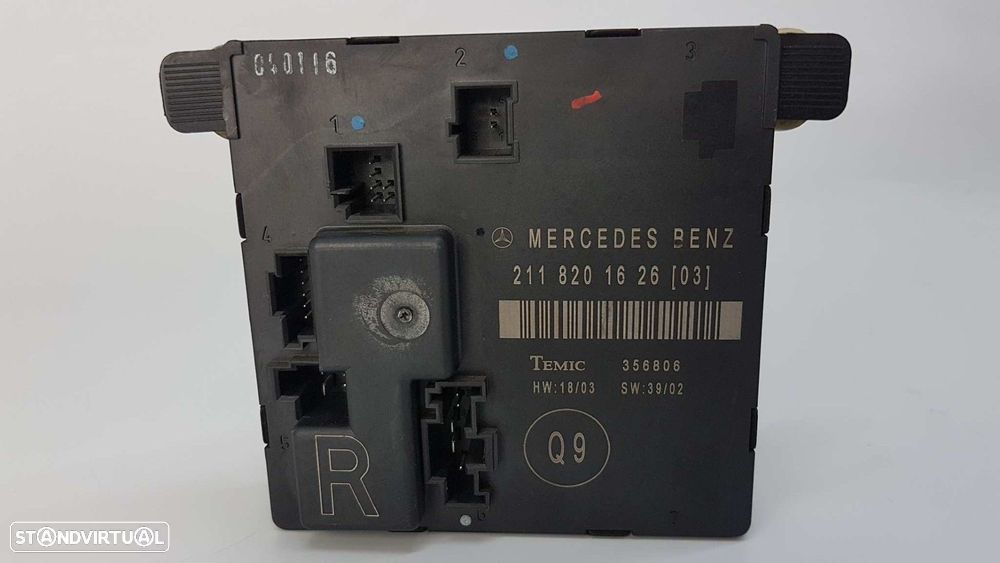 040116
2
3
1
4
MERCEDES BENZ
211 820 16 26 [03]
TEMIC 356806
HW:18/03 SW:39/02
Q9
5
R
6
7
STANDVIRTUAL